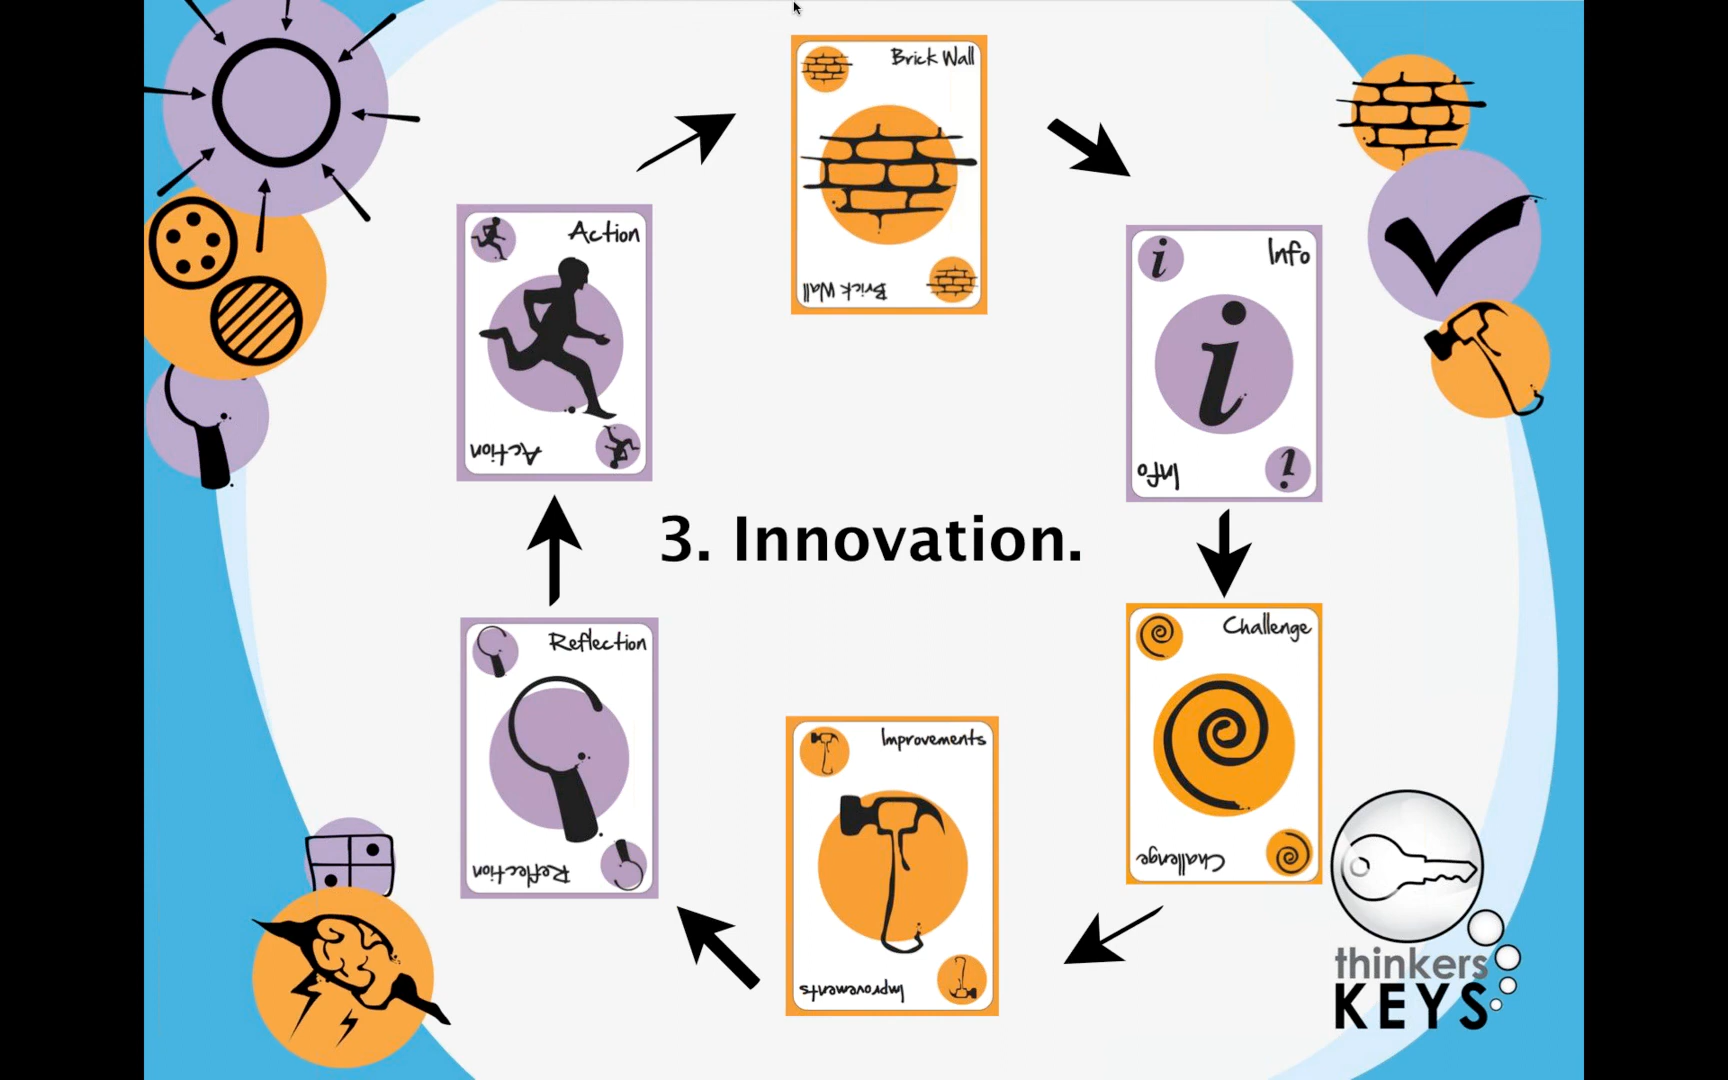 Brick Wall
Brick Wall
Action
Action
Info
i
Info
3. Innovation.
Challenge
Challenge
Reflection
Reflection
Improvements
Improvements
thinkers
KEYS